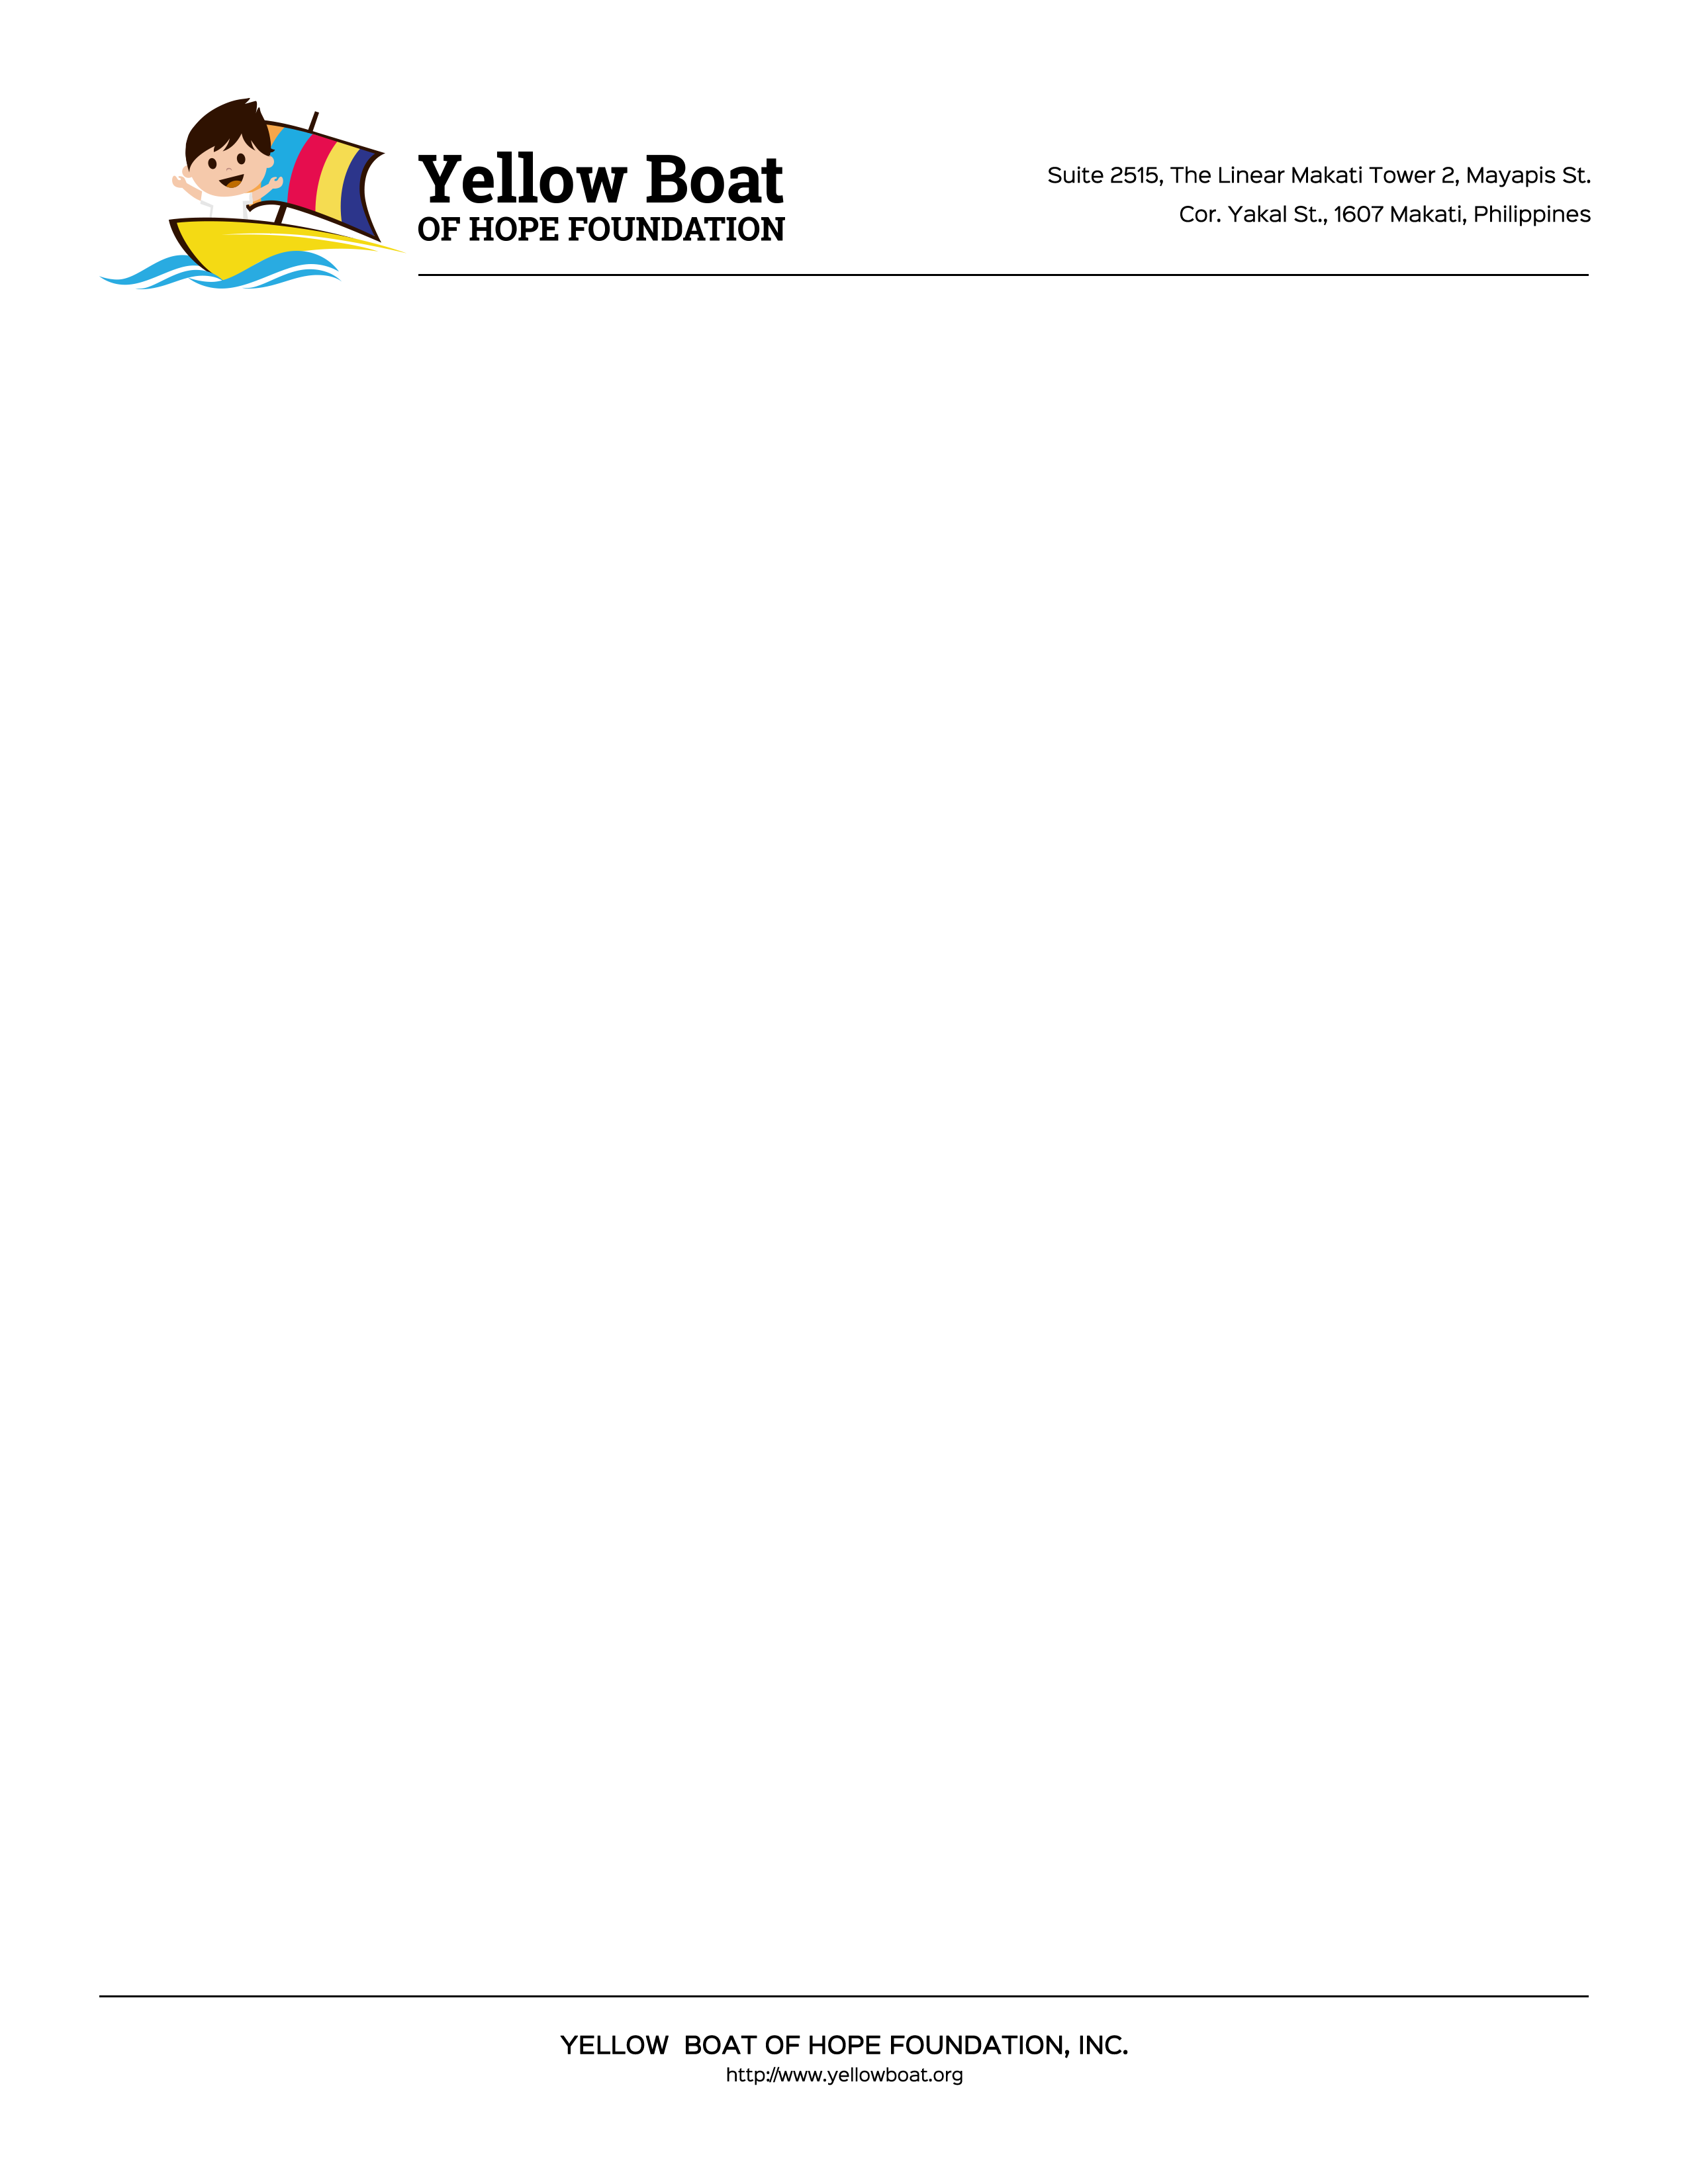 Yellow Boat
OF HOPE FOUNDATION
Suite 2515, The Linear Makati Tower 2, Mayapis St.
Cor. Yakal St., 1607 Makati, Philippines
YELLOW  BOAT OF HOPE FOUNDATION, INC.
http://www.yellowboat.org